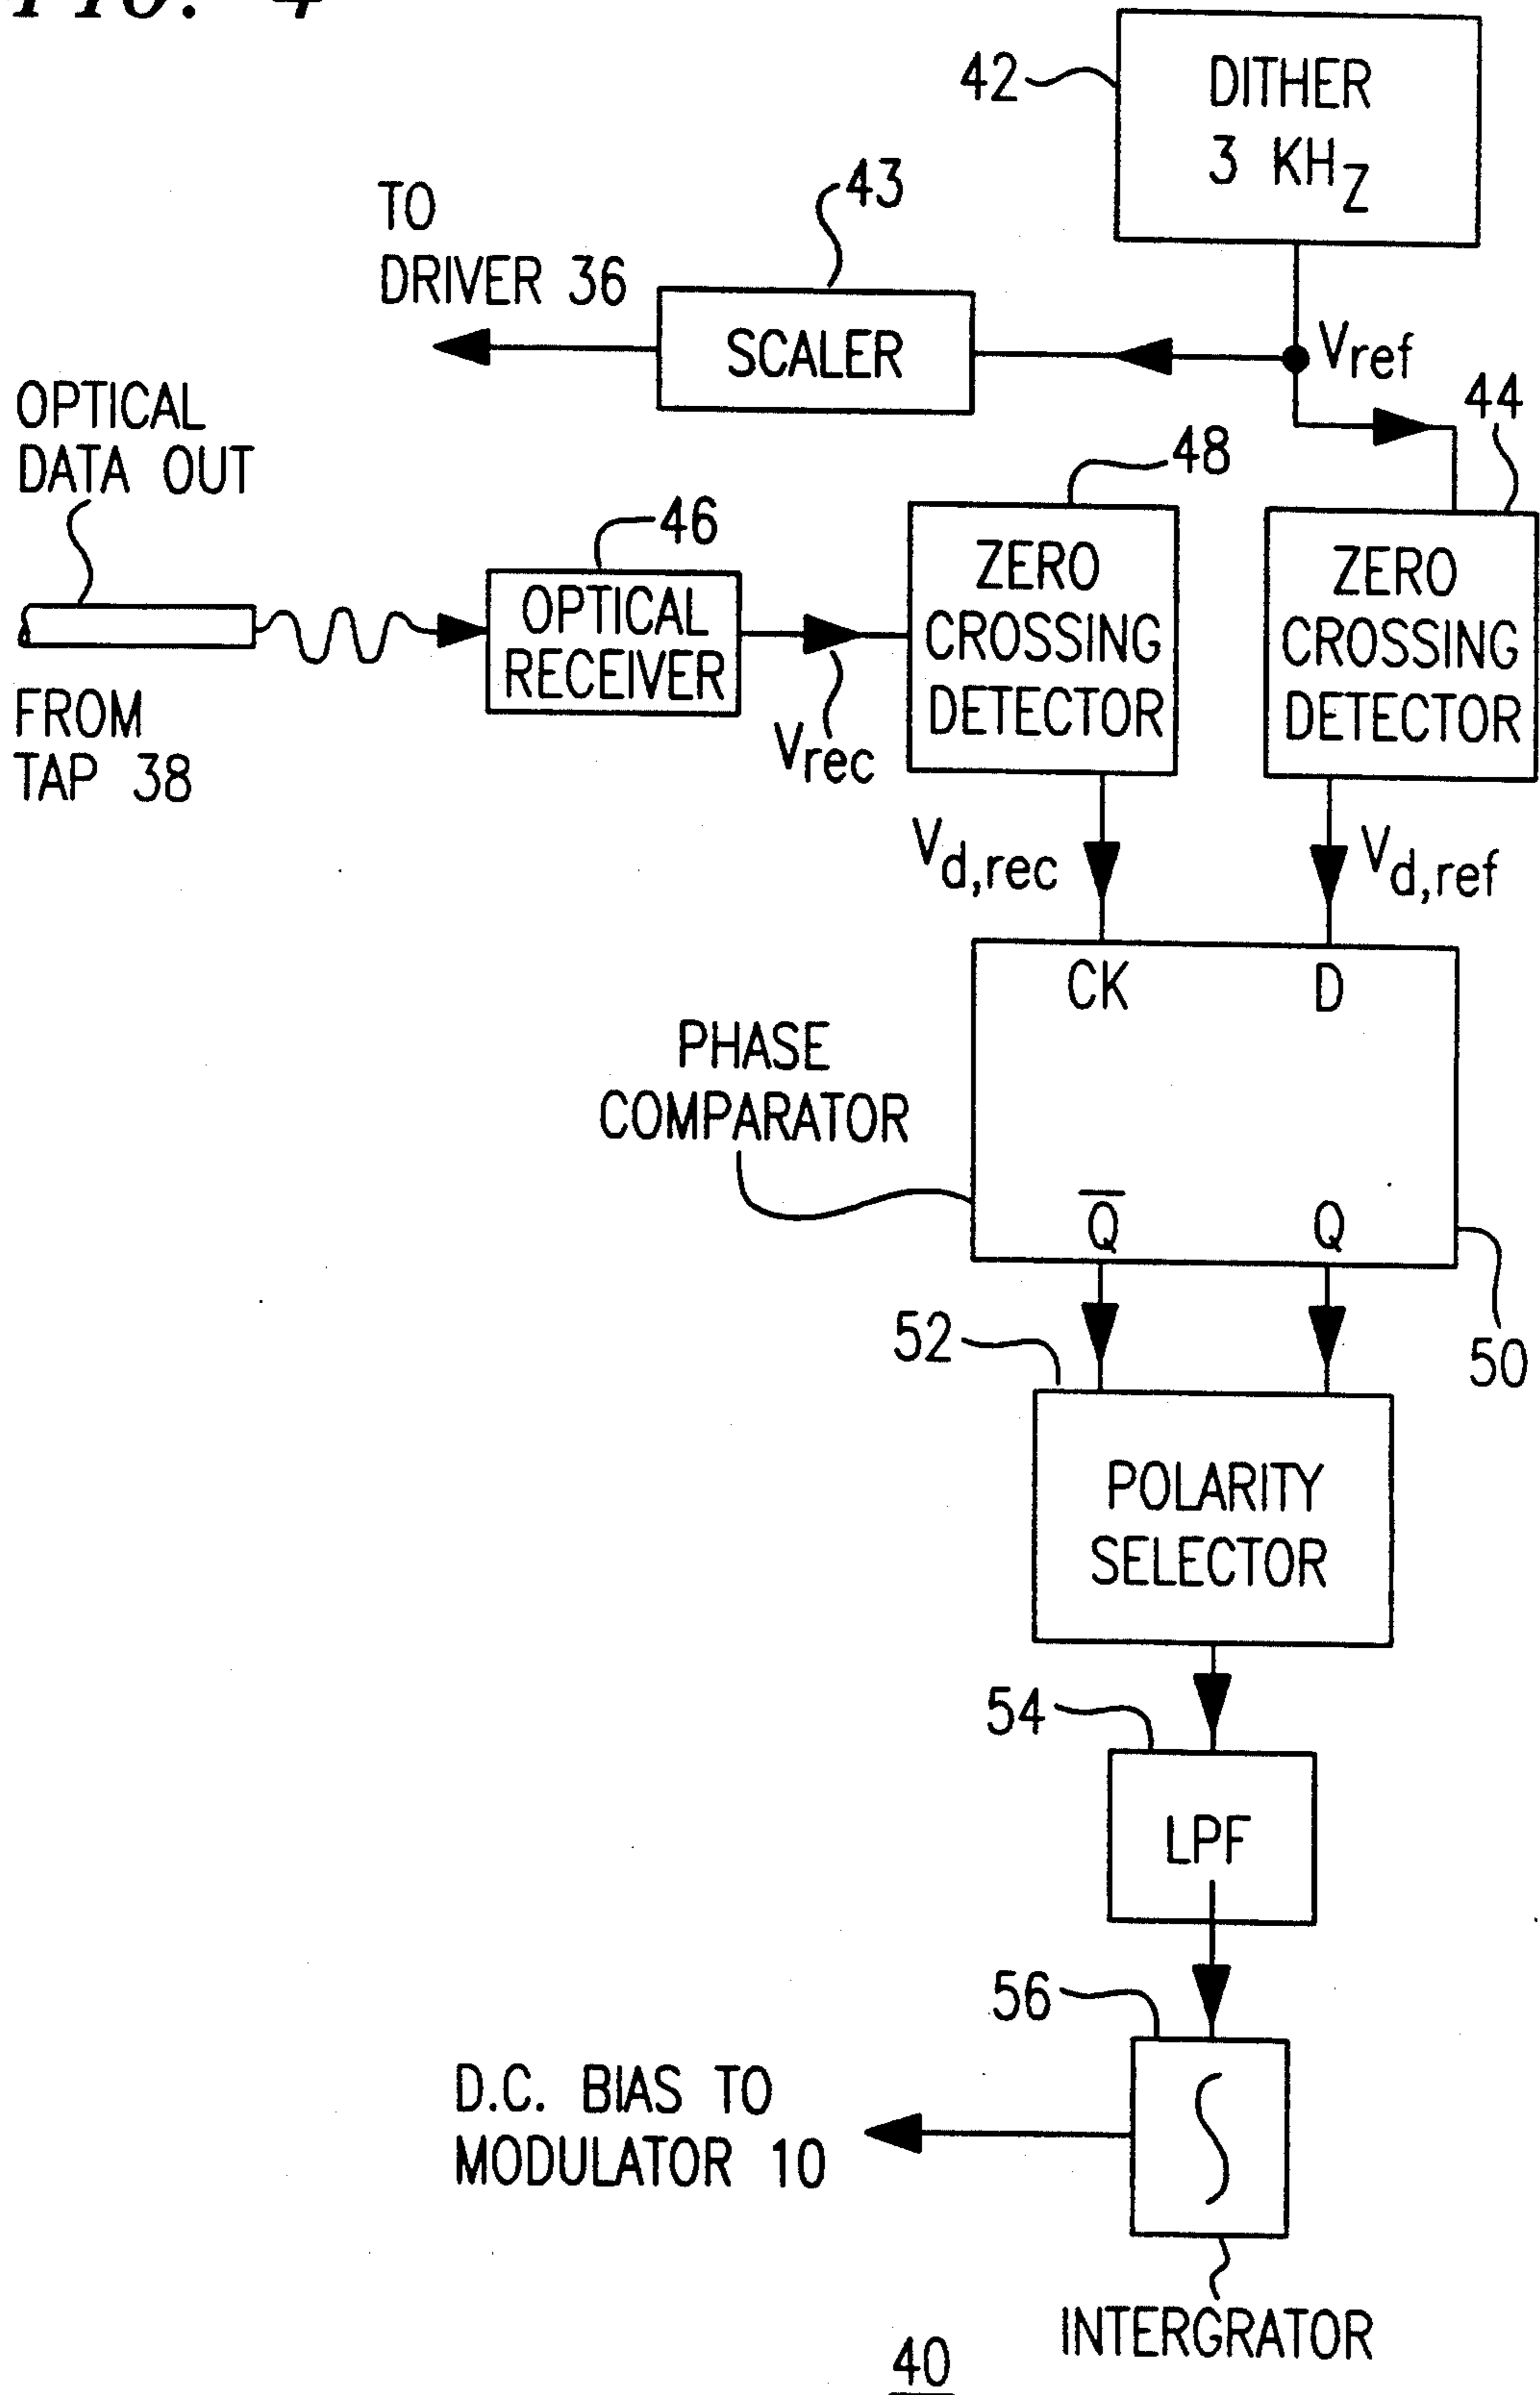 FIG. 4
42
DITHER
3 KHZ
43
TO
DRIVER 36
SCALER
Vref
44
OPTICAL
DATA OUT
48
46
OPTICAL
RECEIVER
ZERO
CROSSING
DETECTOR
ZERO
CROSSING
DETECTOR
FROM
TAP 38
Vrec
Vd,rec
Vd,ref
CK
D
PHASE
COMPARATOR
Q̅
Q
52
50
POLARITY
SELECTOR
54
LPF
56
D.C. BIAS TO
MODULATOR 10
INTERGRATOR
40